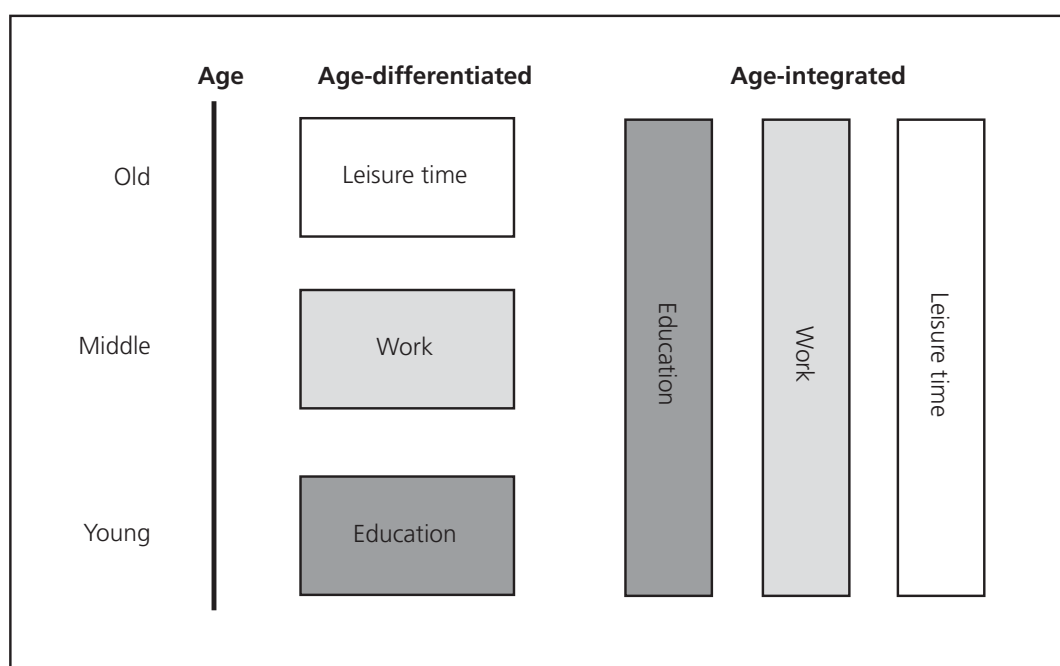 Age
Age-differentiated
Age-integrated
Old
Leisure time
Middle
Work
Young
Education
Education
Work
Leisure time